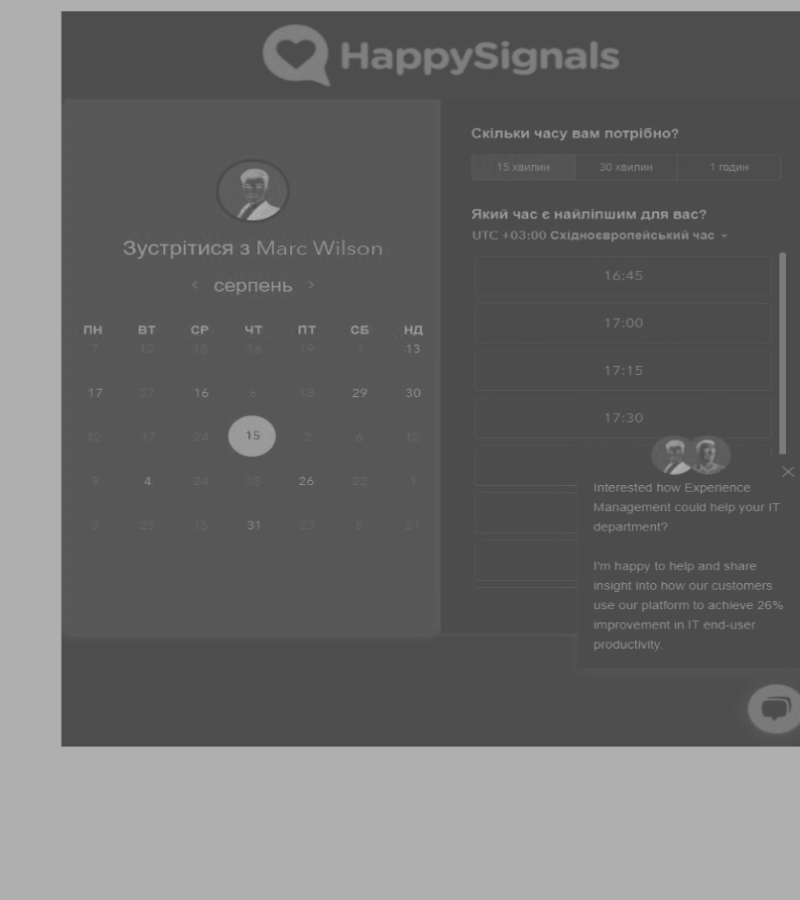 HappySignals
Зустрітися з Marc Wilson
серпень
ПН ВТ СР ЧТ ПТ СБ НД
7 12 13 16 19 1 13
17 27 16 6 18 29 30
12 17 24 15 2 6 12
9 4 24 13 26 22 1
3 25 15 31 23 5 21
Скільки часу вам потрібно?
15 хвилин 30 хвилин 1 годин
Який час є найліпшим для вас?
UTC +03:00 Східноєвропейський час
16:45
17:00
17:15
17:30
Interested how Experience
Management could help your IT
department?
I'm happy to help and share
insight into how our customers
use our platform to achieve 26%
improvement in IT end-user
productivity.